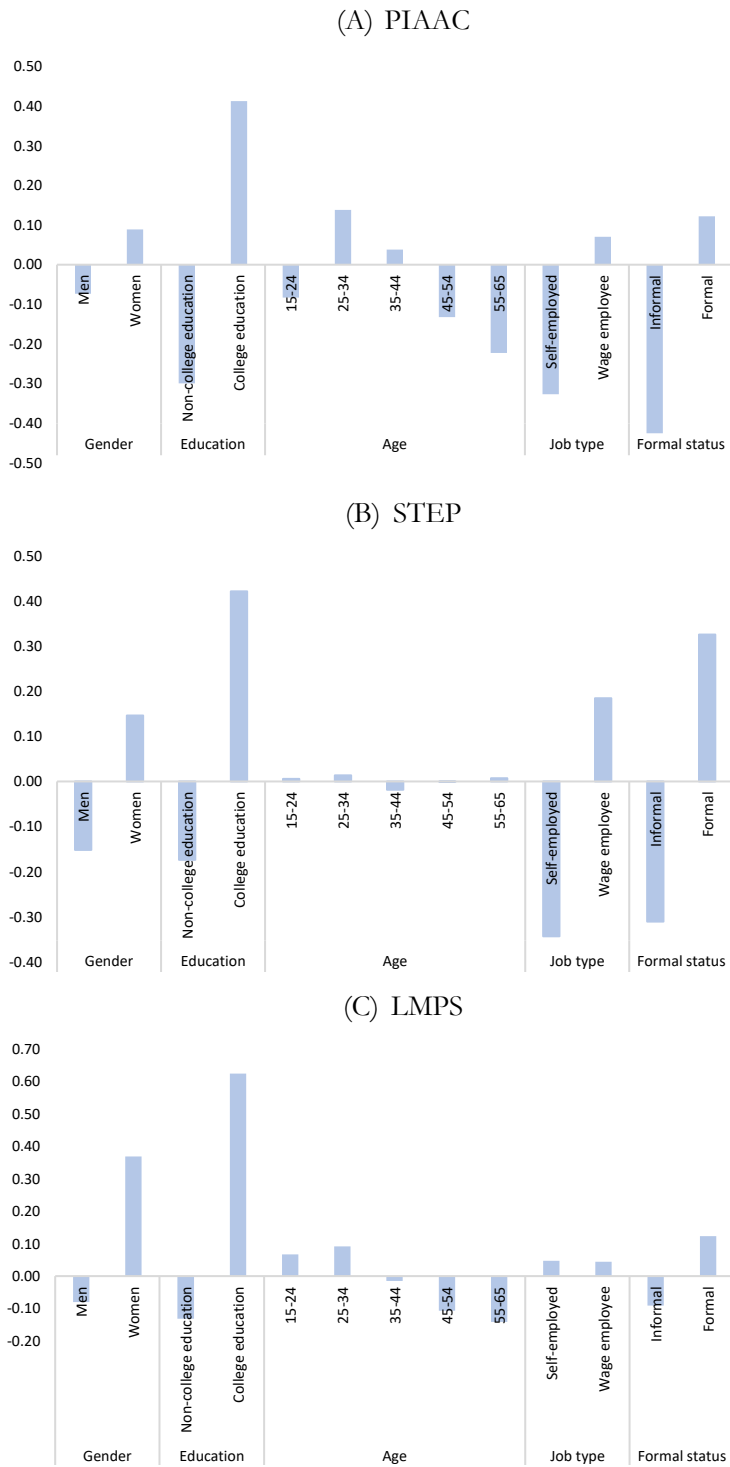 (A) PIAAC
0.50
0.40
0.30
0.20
0.10
0.00
-0.10
-0.20
-0.30
-0.40
-0.50
Men
Women
Non-college education
College education
15-24
25-34
35-44
45-54
55-65
Self-employed
Wage employee
Informal
Formal
Gender Education Age Job type Formal status
(B) STEP
0.50
0.40
0.30
0.20
0.10
0.00
-0.10
-0.20
-0.30
-0.40
Men
Women
Non-college education
College education
15-24
25-34
35-44
45-54
55-65
Self-employed
Wage employee
Informal
Formal
Gender Education Age Job type Formal status
(C) LMPS
0.70
0.60
0.50
0.40
0.30
0.20
0.10
0.00
-0.10
-0.20
Men
Women
Non-college education
College education
15-24
25-34
35-44
45-54
55-65
Self-employed
Wage employee
Informal
Formal
Gender Education Age Job type Formal status